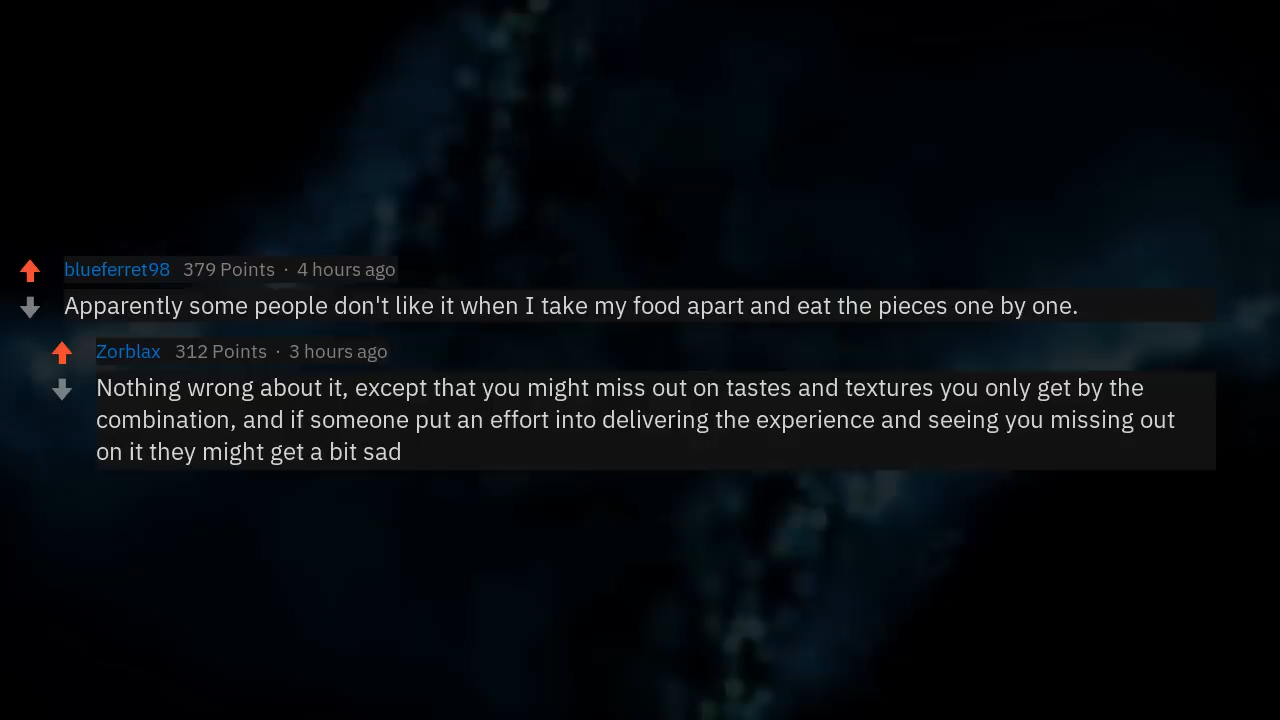 blueferret98 379 Points · 4 hours ago
Apparently some people don't like it when I take my food apart and eat the pieces one by one.
Zorblax 312 Points · 3 hours ago
Nothing wrong about it, except that you might miss out on tastes and textures you only get by the
combination, and if someone put an effort into delivering the experience and seeing you missing out
on it they might get a bit sad